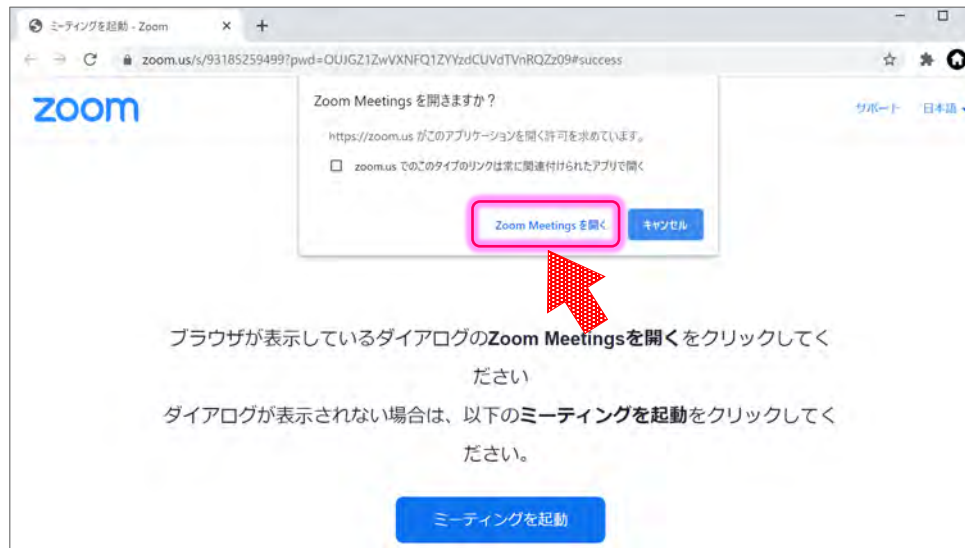 ミーティングを起動 - Zoom
zoom.us/s/93185259499?pwd=OUJGZ1ZwVXNFQ1ZYVzdCUVdTVnRQZz09#success
zoom
サポート 日本語
Zoom Meetings を開きますか？
https://zoom.us がこのアプリケーションを開く許可を求めています。
zoom.us でのこのタイプのリンクは常に関連付けられたアプリで開く
Zoom Meetings を開く
キャンセル
ブラウザが表示しているダイアログのZoom Meetingsを開くをクリックしてく
ださい
ダイアログが表示されない場合は、以下のミーティングを起動をクリックしてく
ださい。
ミーティングを起動